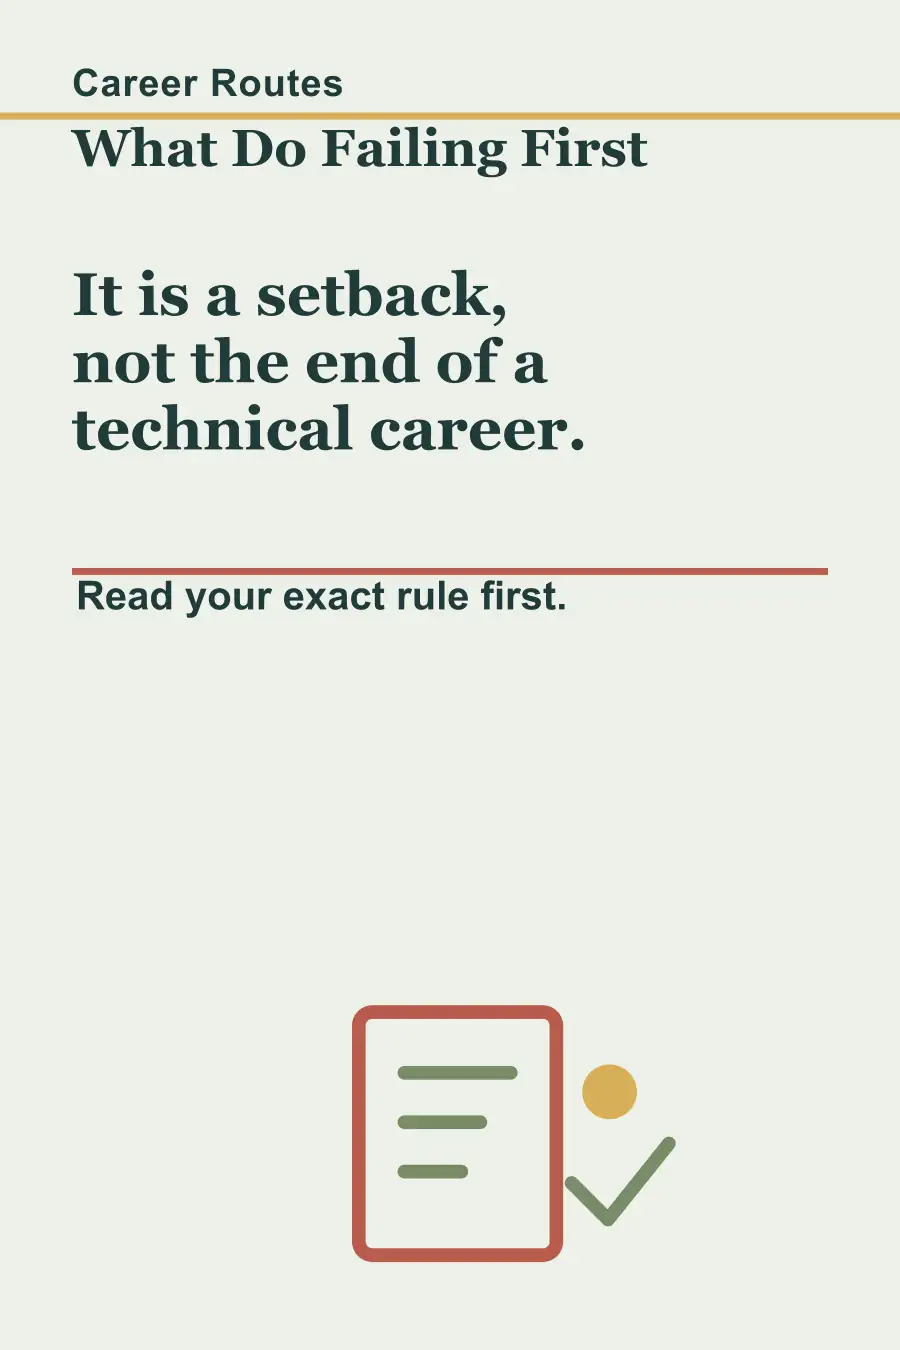 Career Routes
What Do Failing First
It is a setback,
not the end of a
technical career.
Read your exact rule first.